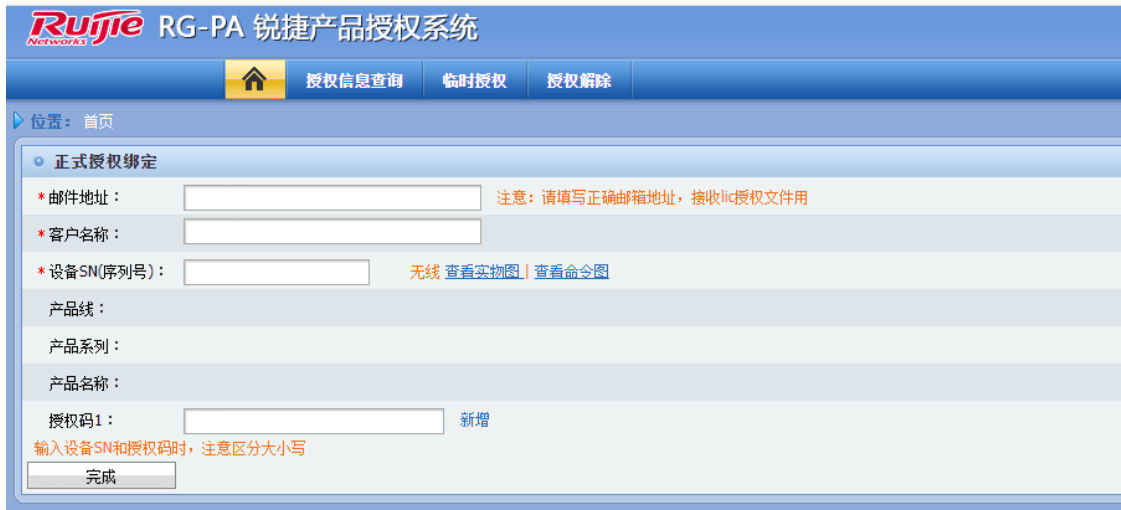 Ruijie Networks RG-PA 锐捷产品授权系统
授权信息查询 临时授权 授权解除
位置： 首页
正式授权绑定
*邮件地址： 注意：请填写正确邮箱地址，接收lic授权文件用
*客户名称：
*设备SN(序列号)： 无线 查看实物图 | 查看命令图
产品线：
产品系列：
产品名称：
授权码1： 新增
输入设备SN和授权码时，注意区分大小写
完成